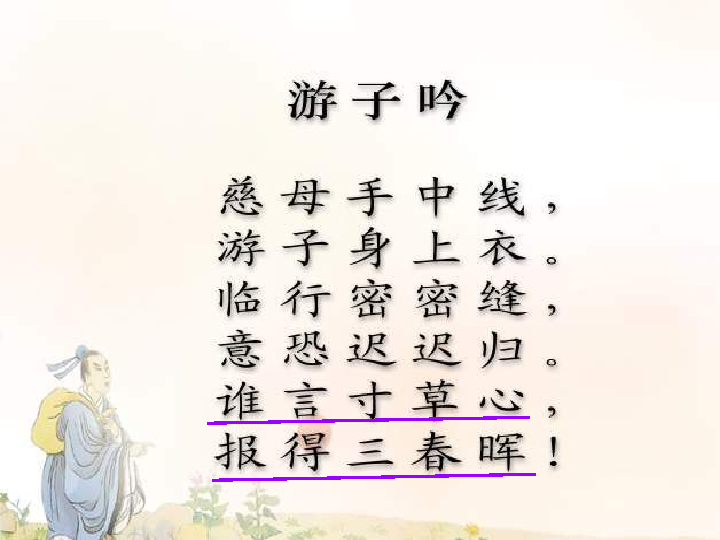 游子吟
慈母手中线，
游子身上衣。
临行密密缝，
意恐迟迟归。
谁言寸草心，
报得三春晖！